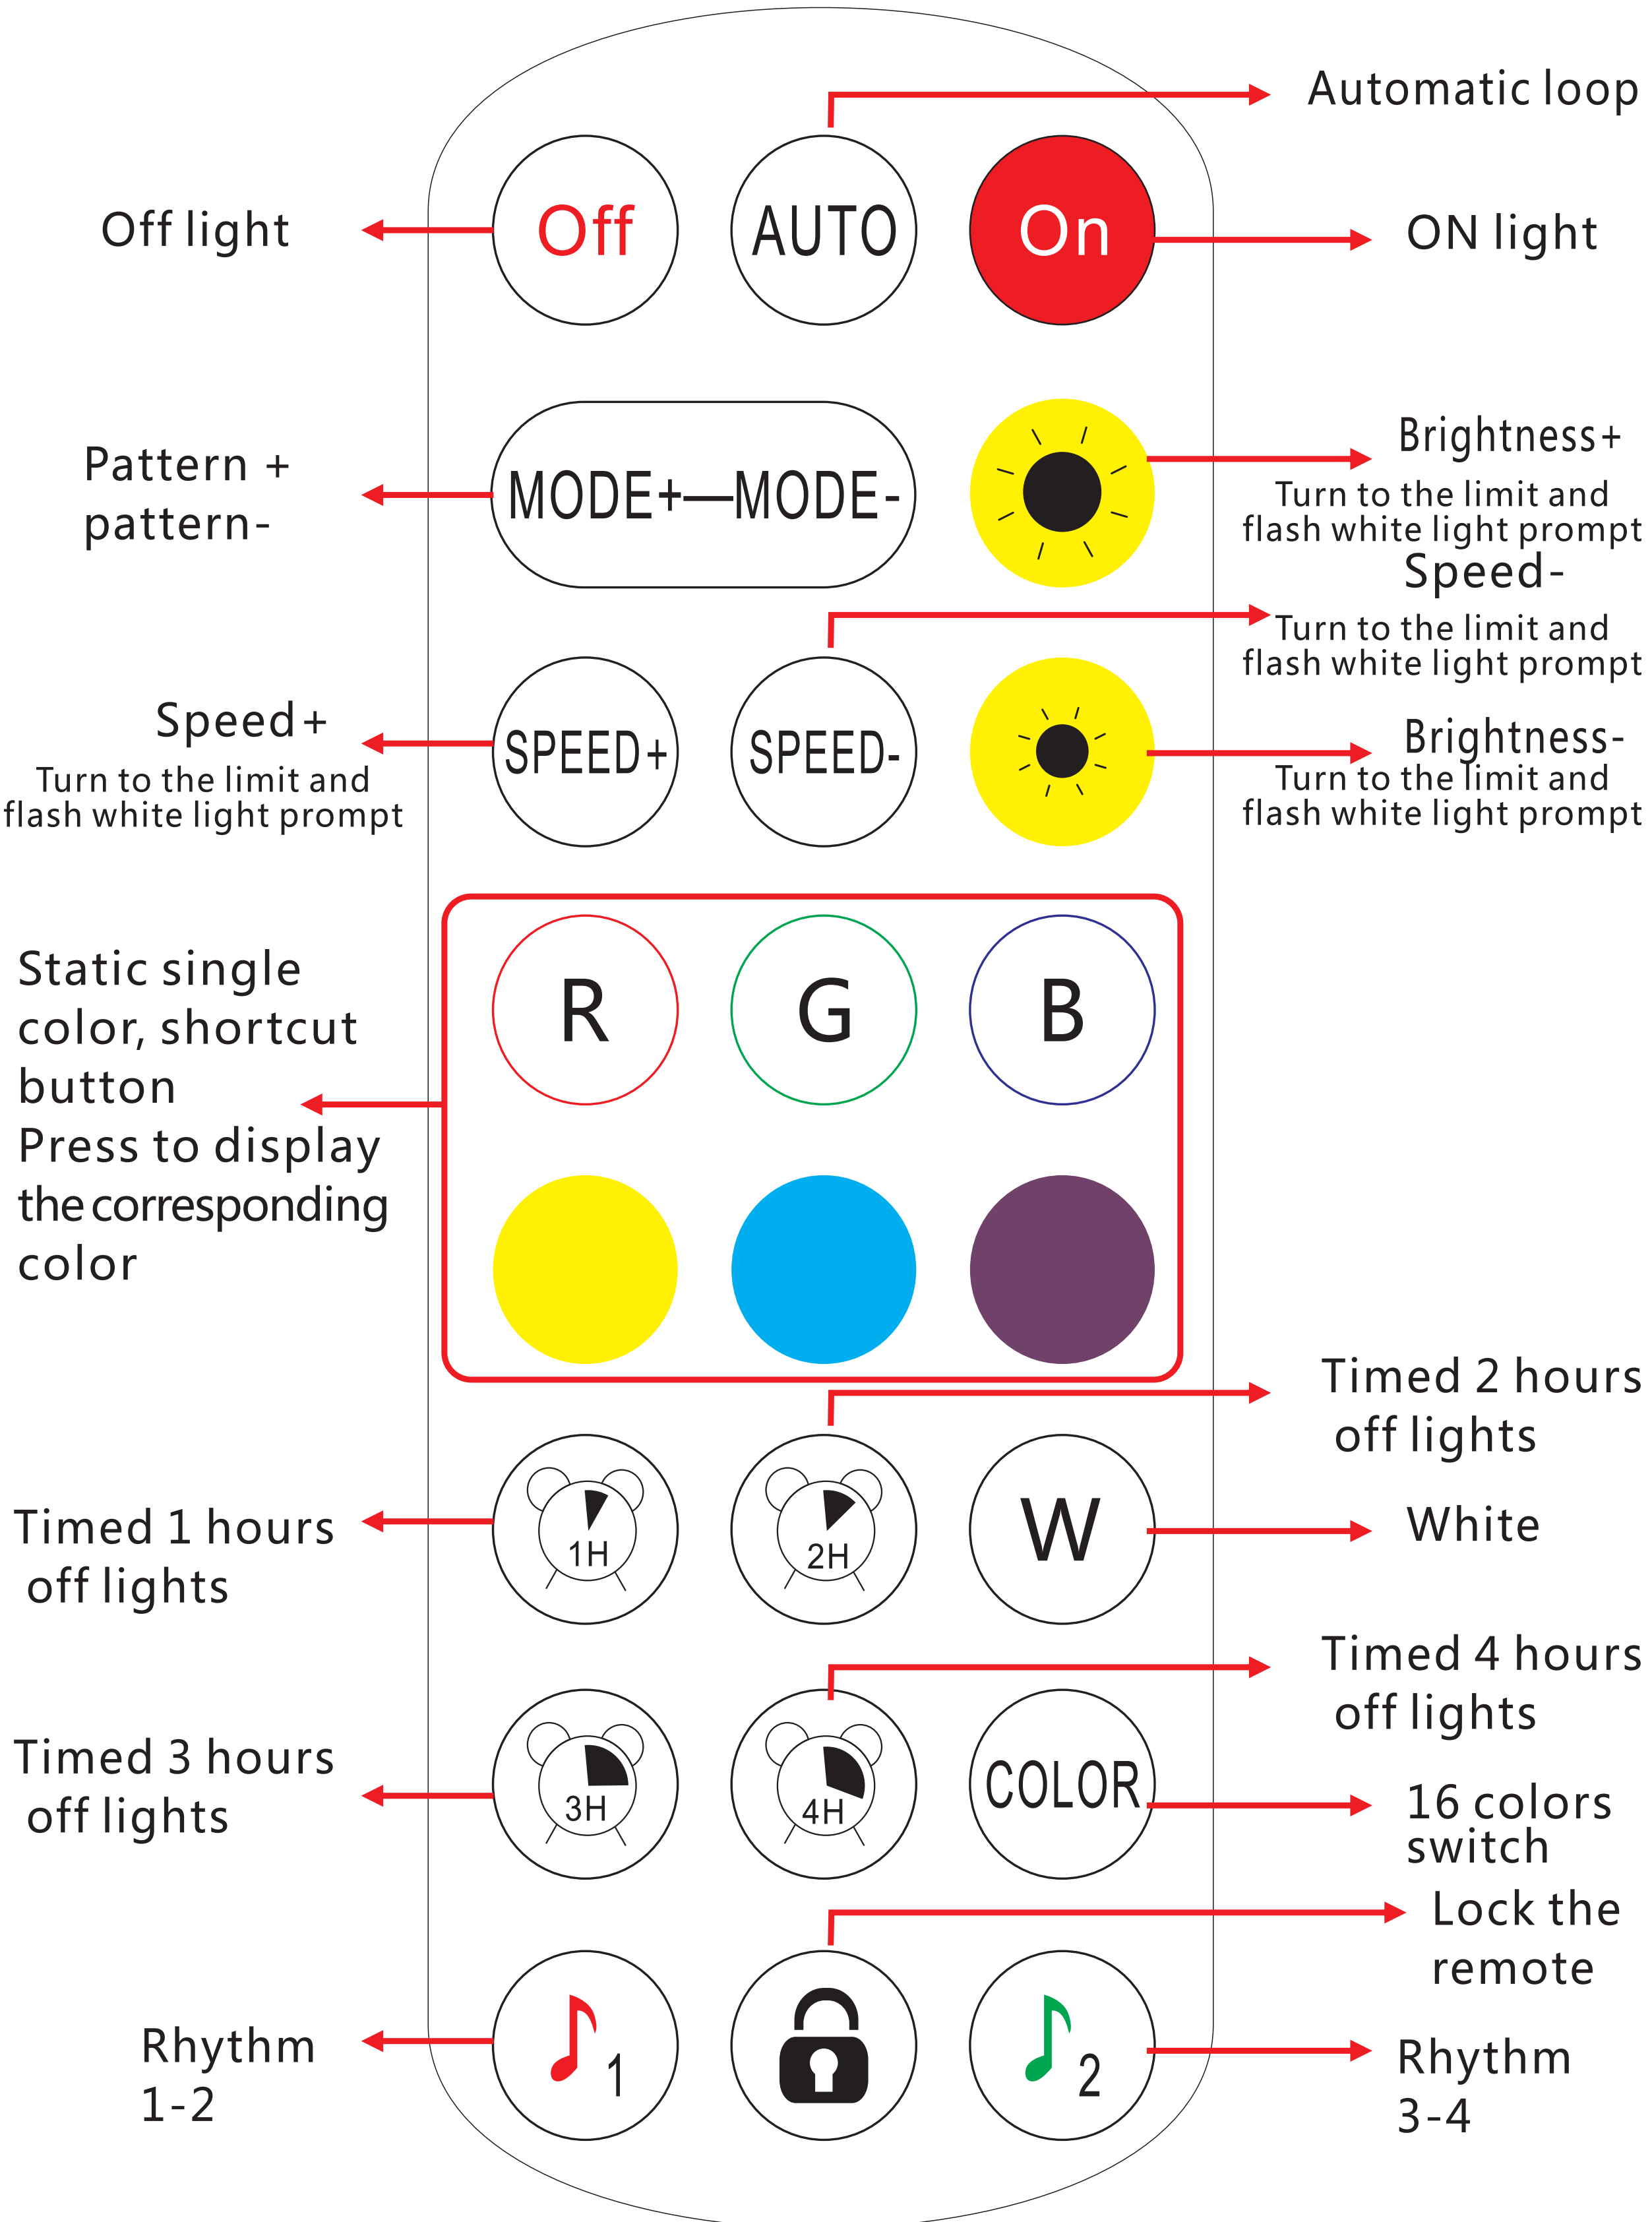 Automatic loop
Off light
Off
AUTO
On
ON light
Pattern +
pattern-
MODE+—MODE-
Brightness+
Turn to the limit and
flash white light prompt
Speed-
Turn to the limit and
flash white light prompt
Speed+
Turn to the limit and
flash white light prompt
SPEED+
SPEED-
Brightness-
Turn to the limit and
flash white light prompt
Static single
color, shortcut
button
Press to display
the corresponding
color
R
G
B
Timed 2 hours
off lights
Timed 1 hours
off lights
1H
2H
W
White
Timed 4 hours
off lights
Timed 3 hours
off lights
3H
4H
COLOR
16 colors
switch
Lock the
remote
Rhythm
1-2
1
2
Rhythm
3-4